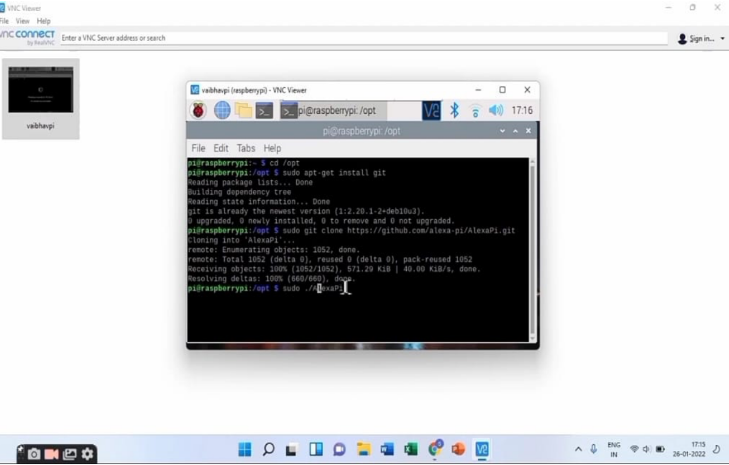 VNC Viewer
File View Help
VNC CONNECT
by RealVNC
Enter a VNC Server address or search
Sign in...
vaibhavpi
vaibhavpi (raspberrypi) - VNC Viewer
pi@raspberrypi: /opt
17:16
pi@raspberrypi: /opt
File Edit Tabs Help
pi@raspberrypi:~ $ cd /opt
pi@raspberrypi:/opt $ sudo apt-get install git
Reading package lists... Done
Building dependency tree
Reading state information... Done
git is already the newest version (1:2.20.1-2+deb10u3).
0 upgraded, 0 newly installed, 0 to remove and 0 not upgraded.
pi@raspberrypi:/opt $ sudo git clone https://github.com/alexa-pi/AlexaPi.git
Cloning into 'AlexaPi'...
remote: Enumerating objects: 1052, done.
remote: Total 1052 (delta 0), reused 0 (delta 0), pack-reused 1052
Receiving objects: 100% (1052/1052), 571.29 KiB | 40.00 KiB/s, done.
Resolving deltas: 100% (660/660), done.
pi@raspberrypi:/opt $ sudo ./AlexaPi
ENG
IN
17:15
26-01-2022